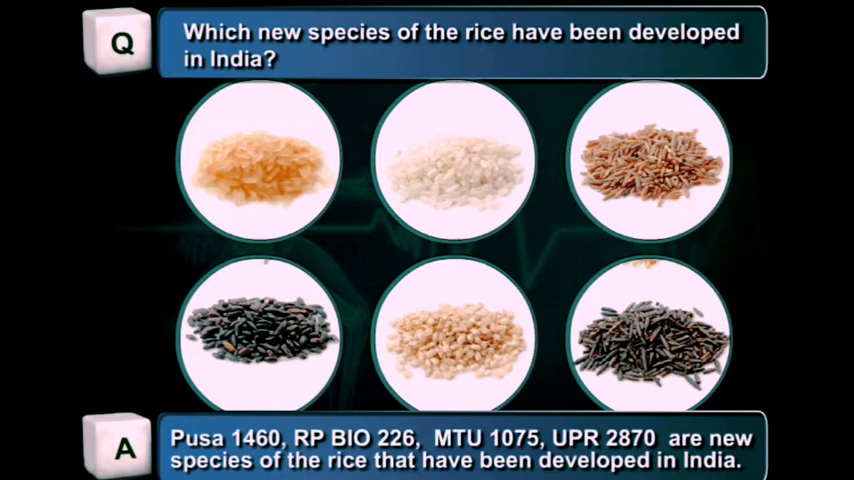 Q
Which new species of the rice have been developed
in India?
A
Pusa 1460, RP BIO 226, MTU 1075, UPR 2870 are new
species of the rice that have been developed in India.